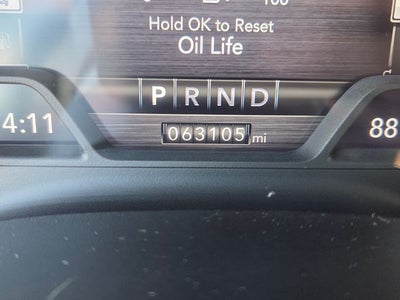 Hold OK to Reset
Oil Life
P R N D
4:11
063105 mi
88